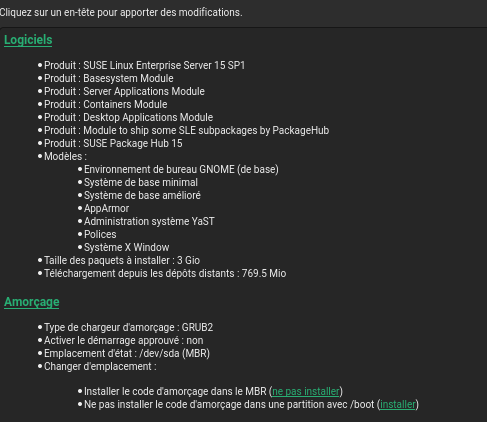 Cliquez sur un en-tête pour apporter des modifications.
Logiciels
• Produit : SUSE Linux Enterprise Server 15 SP1
• Produit : Basesystem Module
• Produit : Server Applications Module
• Produit : Containers Module
• Produit : Desktop Applications Module
• Produit : Module to ship some SLE subpackages by PackageHub
• Produit : SUSE Package Hub 15
• Modèles :
• Environnement de bureau GNOME (de base)
• Système de base minimal
• Système de base amélioré
• AppArmor
• Administration système YaST
• Polices
• Système X Window
• Taille des paquets à installer : 3 Gio
• Téléchargement depuis les dépôts distants : 769.5 Mio
Amorçage
• Type de chargeur d'amorçage : GRUB2
• Activer le démarrage approuvé : non
• Emplacement d'état : /dev/sda (MBR)
• Changer d'emplacement :
• Installer le code d'amorçage dans le MBR (ne pas installer)
• Ne pas installer le code d'amorçage dans une partition avec /boot (installer)